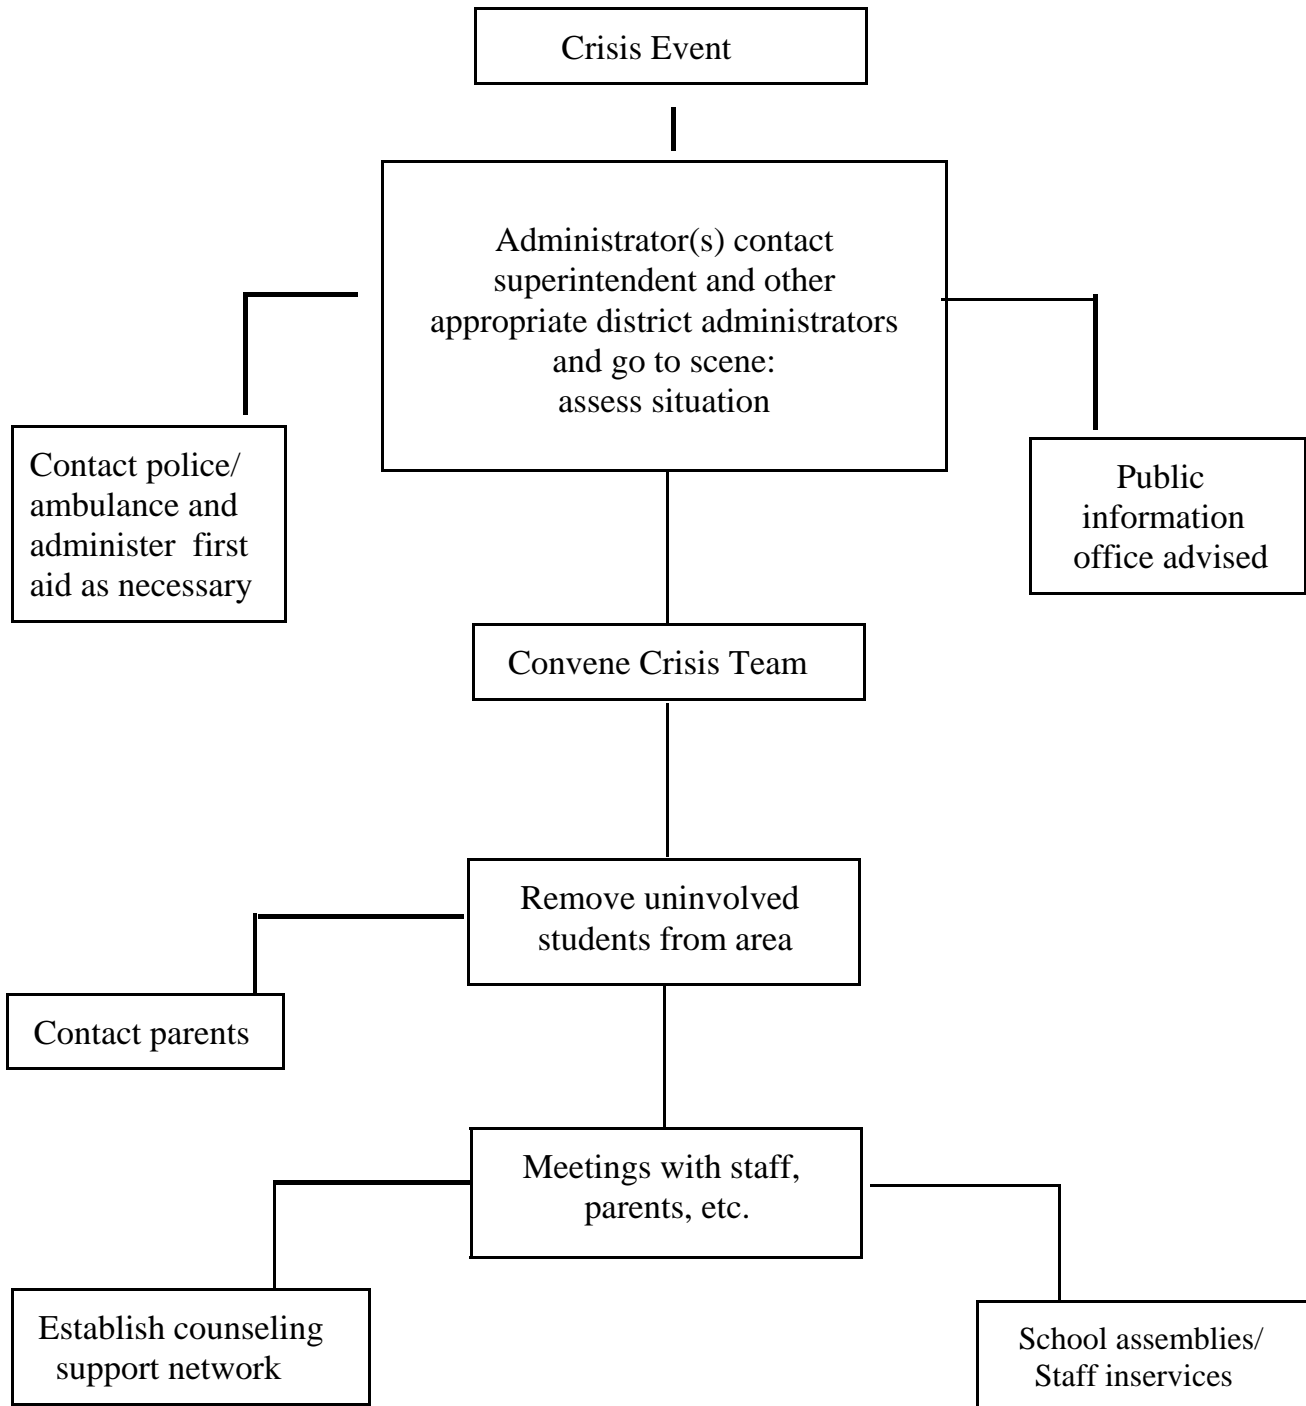 Crisis Event
Administrator(s) contact
superintendent and other
appropriate district administrators
and go to scene:
assess situation
Contact police/
ambulance and
administer first
aid as necessary
Public
information
office advised
Convene Crisis Team
Remove uninvolved
students from area
Contact parents
Meetings with staff,
parents, etc.
Establish counseling
support network
School assemblies/
Staff inservices